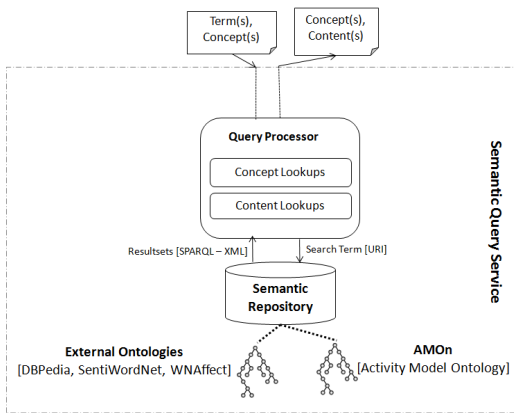 Term(s),
Concept(s)
Concept(s),
Content(s)
Query Processor
Concept Lookups
Content Lookups
Semantic Query Service
Resultsets [SPARQL – XML]
Search Term [URI]
Semantic
Repository
External Ontologies
[DBPedia, SentiWordNet, WNAffect]
AMOn
[Activity Model Ontology]